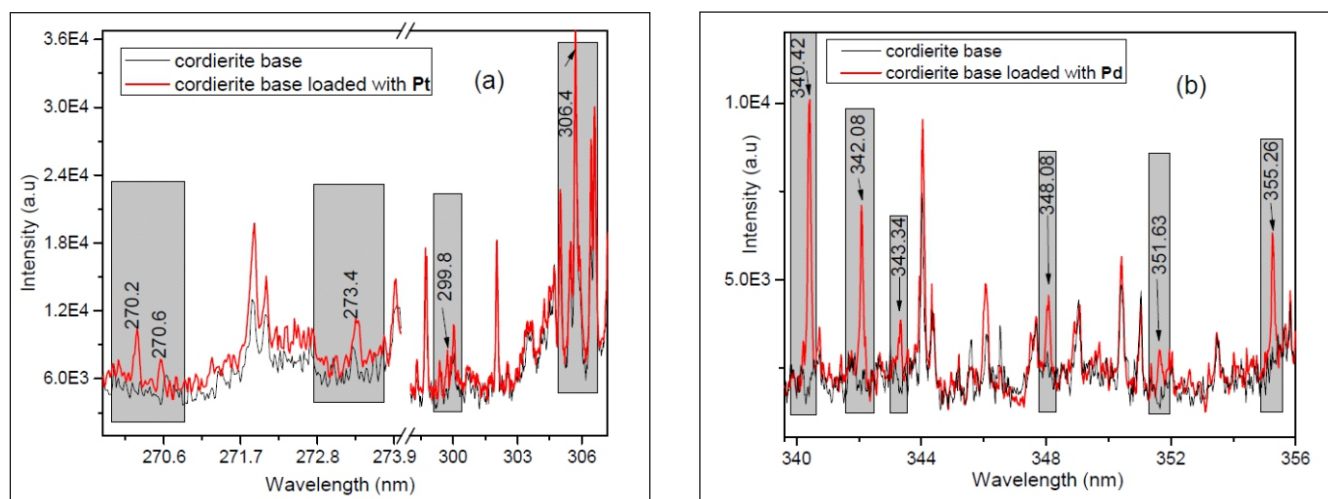 3.6E4
3.0E4
2.4E4
1.8E4
1.2E4
6.0E3
Intensity (a.u)
cordierite base
cordierite base loaded with Pt
(a)
270.2
270.6
273.4
299.8
306.4
270.6 271.7 272.8 273.9 300 303 306
Wavelength (nm)
1.0E4
5.0E3
Intensity (a.u)
cordierite base
cordierite base loaded with Pd
(b)
340.42
342.08
343.34
348.08
351.63
355.26
340 344 348 352 356
Wavelength (nm)